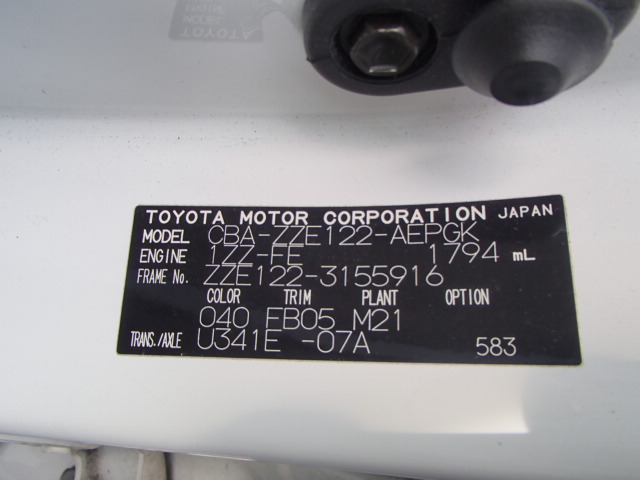 TOYOTA MOTOR CORPORATION JAPAN
MODEL CBA-ZZE122-AEPGK
ENGINE 1ZZ-FE 1794 mL
FRAME No. ZZE122-3155916
COLOR TRIM PLANT OPTION
040 FB05 M21
TRANS./AXLE U341E -07A 583